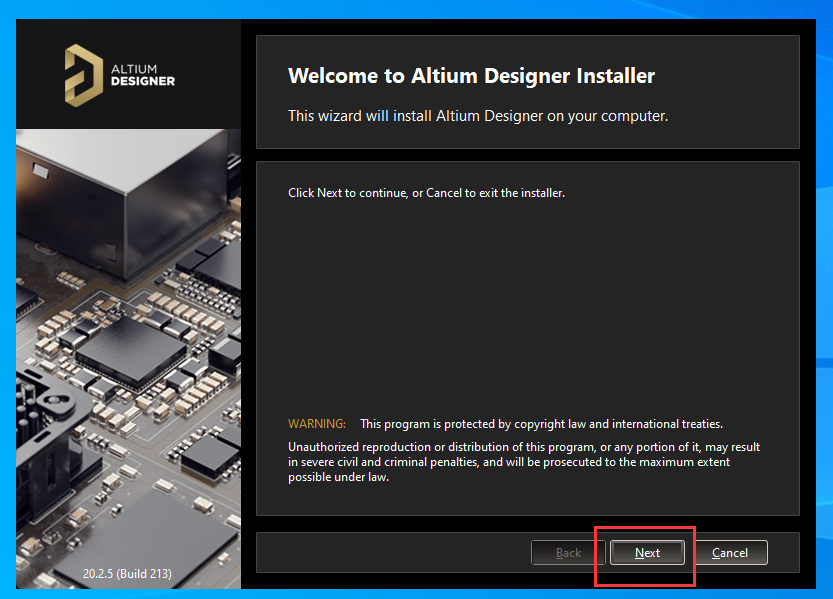 ALTIUM
DESIGNER
Welcome to Altium Designer Installer
This wizard will install Altium Designer on your computer.
Click Next to continue, or Cancel to exit the installer.
WARNING: This program is protected by copyright law and international treaties.
Unauthorized reproduction or distribution of this program, or any portion of it, may result
in severe civil and criminal penalties, and will be prosecuted to the maximum extent
possible under law.
Back Next Cancel
20.2.5 (Build 213)